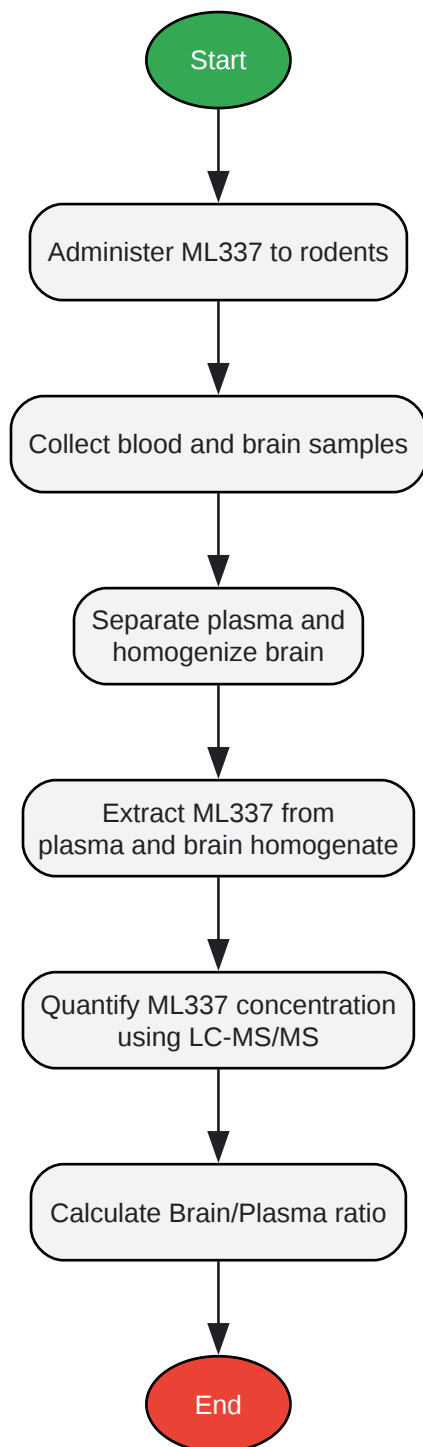 Start
Administer ML337 to rodents
Collect blood and brain samples
Separate plasma and
homogenize brain
Extract ML337 from
plasma and brain homogenate
Quantify ML337 concentration
using LC-MS/MS
Calculate Brain/Plasma ratio
End